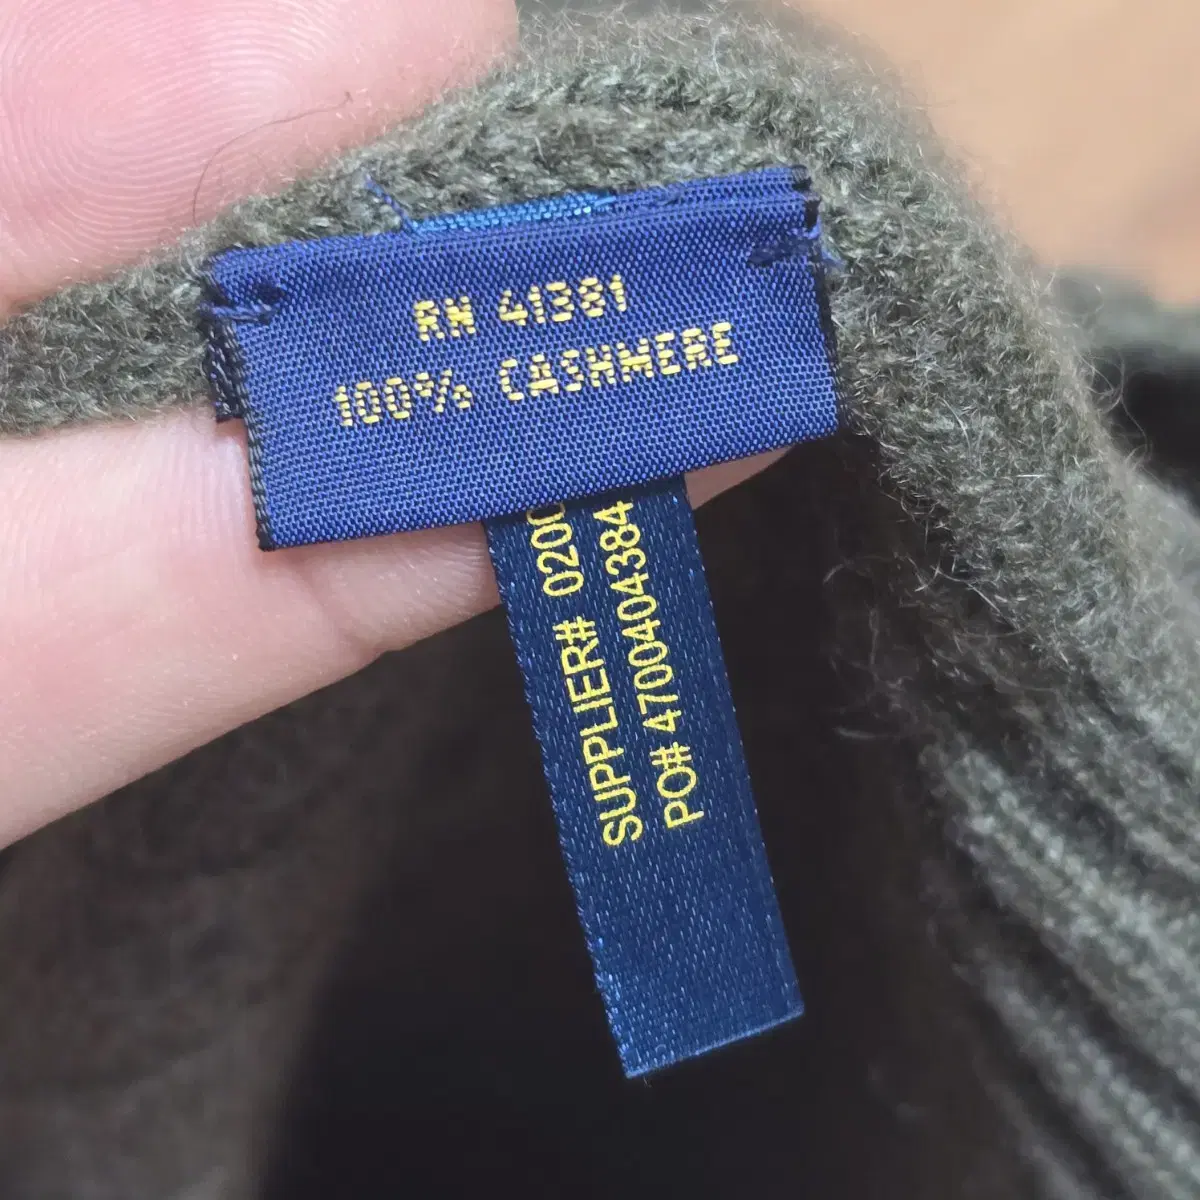 RN 41381
100% CASHMERE
SUPPLIER# 020
PO# 4700404384